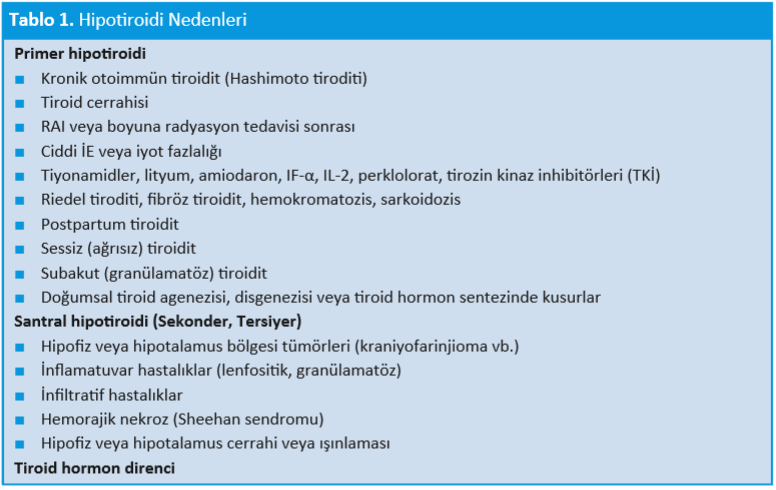 Tablo 1. Hipotiroidi Nedenleri
Primer hipotiroidi
■ Kronik otoimmün tiroidit (Hashimoto tiroditi)
■ Tiroid cerrahisi
■ RAI veya boyuna radyasyon tedavisi sonrası
■ Ciddi İE veya iyot fazlalığı
■ Tiyonamidler, lityum, amiodaron, IF-α, IL-2, perklolorat, tirozin kinaz inhibitörleri (TKİ)
■ Riedel tiroditi, fibröz tiroidit, hemokromatozis, sarkoidozis
■ Postpartum tiroidit
■ Sessiz (ağrısız) tiroidit
■ Subakut (granülamatöz) tiroidit
■ Doğumsal tiroid agenezisi, disgenezisi veya tiroid hormon sentezinde kusurlar
Santral hipotiroidi (Sekonder, Tersiyer)
■ Hipofiz veya hipotalamus bölgesi tümörleri (kraniyofarinjioma vb.)
■ İnflamatuvar hastalıklar (lenfositik, granülamatöz)
■ İnfiltratif hastalıklar
■ Hemorajik nekroz (Sheehan sendromu)
■ Hipofiz veya hipotalamus cerrahi veya ışınlaması
Tiroid hormon direnci